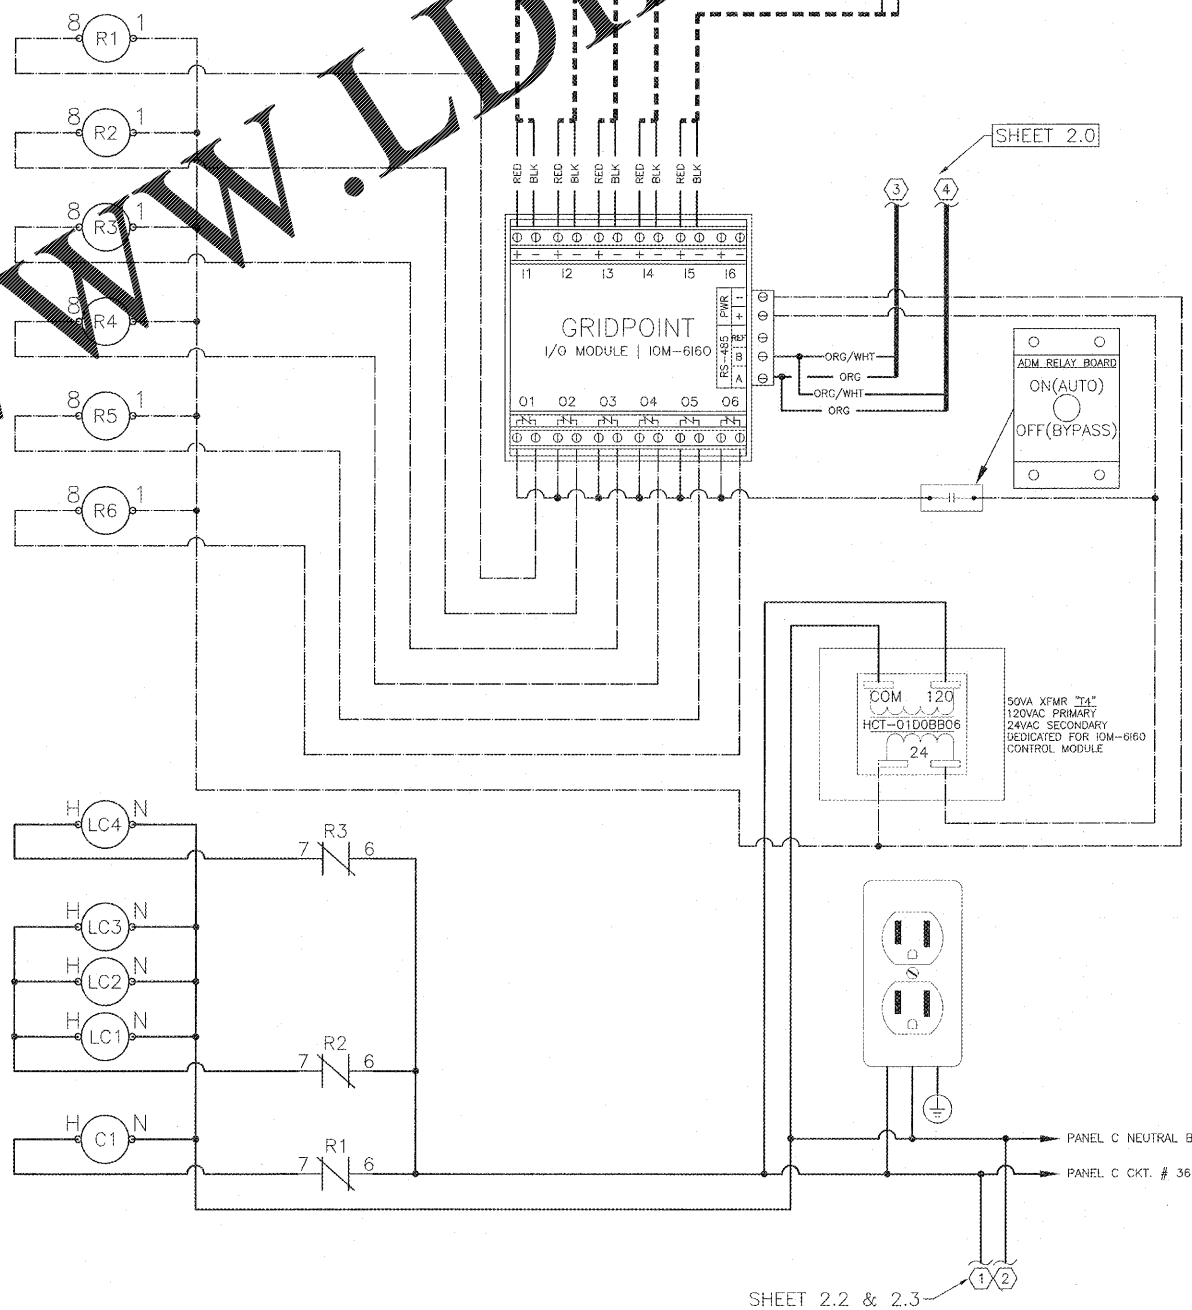 WWW.LDI
8 R1 1
8 R2 1
8 R3 1
8 R4 1
8 R5 1
8 R6 1
SHEET 2.0
3 4
RED BLK RED BLK RED BLK RED BLK RED BLK
+ - + - + - + - + - + -
I1 I2 I3 I4 I5 I6
GRIDPOINT
I/O MODULE | IOM-6160
PWR - +
RS-485 REF B A
O1 O2 O3 O4 O5 O6
ORG/WHT
ORG
ORG/WHT
ORG
ADM RELAY BOARD
ON(AUTO)
OFF(BYPASS)
COM 120
HCT-01D0BB06
24
50VA XFMR "T4"
120VAC PRIMARY
24VAC SECONDARY
DEDICATED FOR IOM-6160
CONTROL MODULE
H LC4 N
R3
7 6
H LC3 N
H LC2 N
H LC1 N
R2
7 6
H C1 N
R1
7 6
PANEL C NEUTRAL B
PANEL C CKT. # 36
1 2
SHEET 2.2 & 2.3